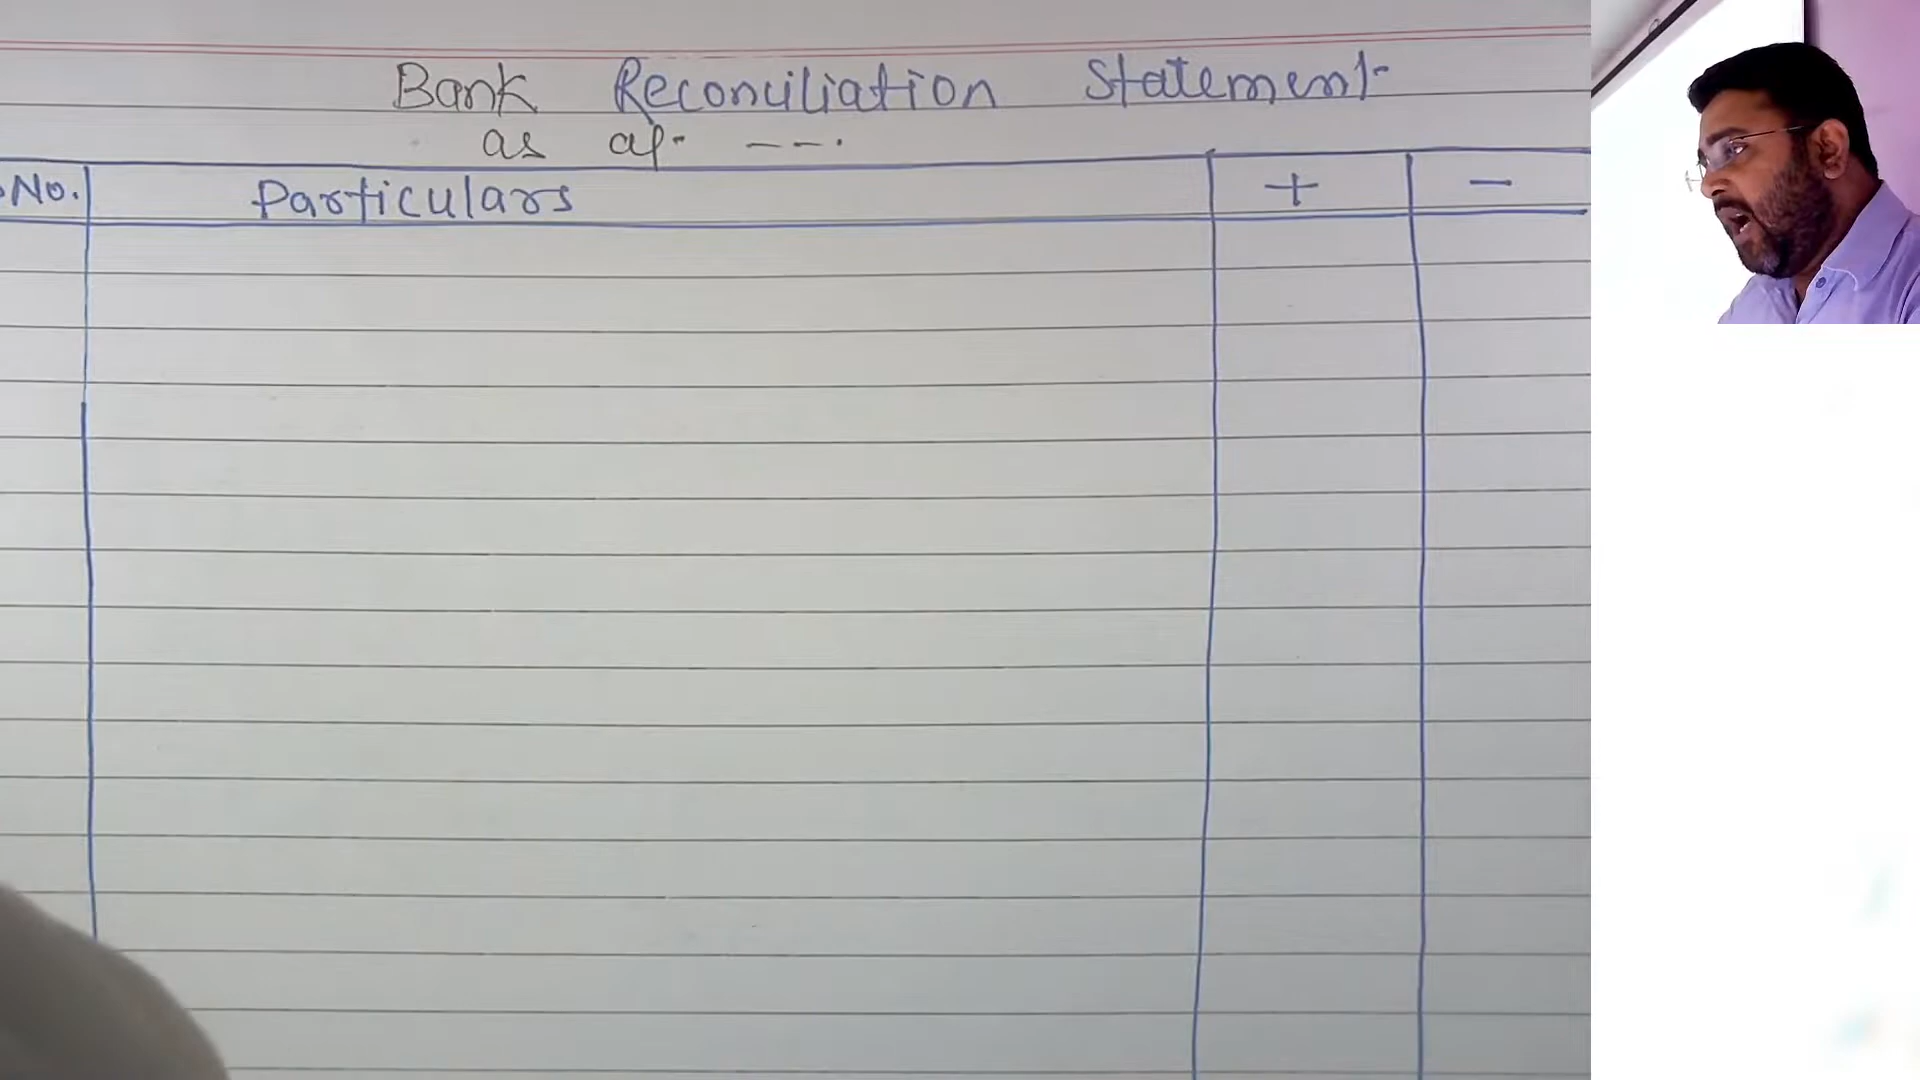 Bank Reconciliation Statement
as at ---.
No. Particulars + -